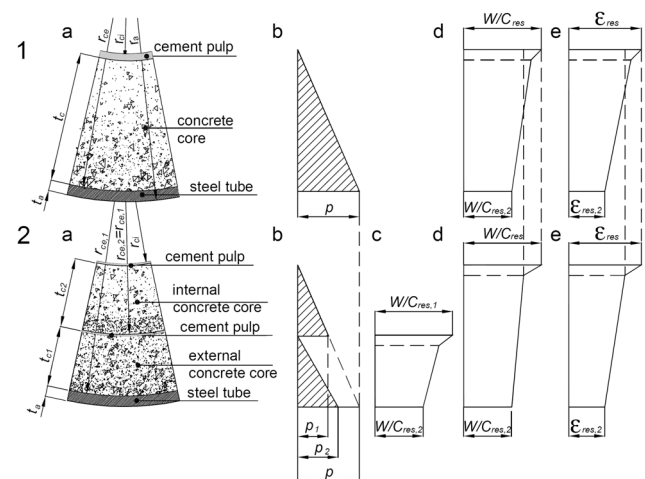 1
a
r_ce
r_ci
r_a
cement pulp
t_c
concrete
core
steel tube
t_a
b
p
d
W/C_res
W/C_res,2
e
ε_res
ε_res,2
2
a
r_ce,1
r_ce,2=r_ce,1
r_ci
cement pulp
t_c2
internal
concrete core
cement pulp
t_c1
external
concrete core
steel tube
t_a
b
p_1
p_2
p
c
W/C_res,1
W/C_res,2
d
W/C_res
W/C_res,2
e
ε_res
ε_res,2